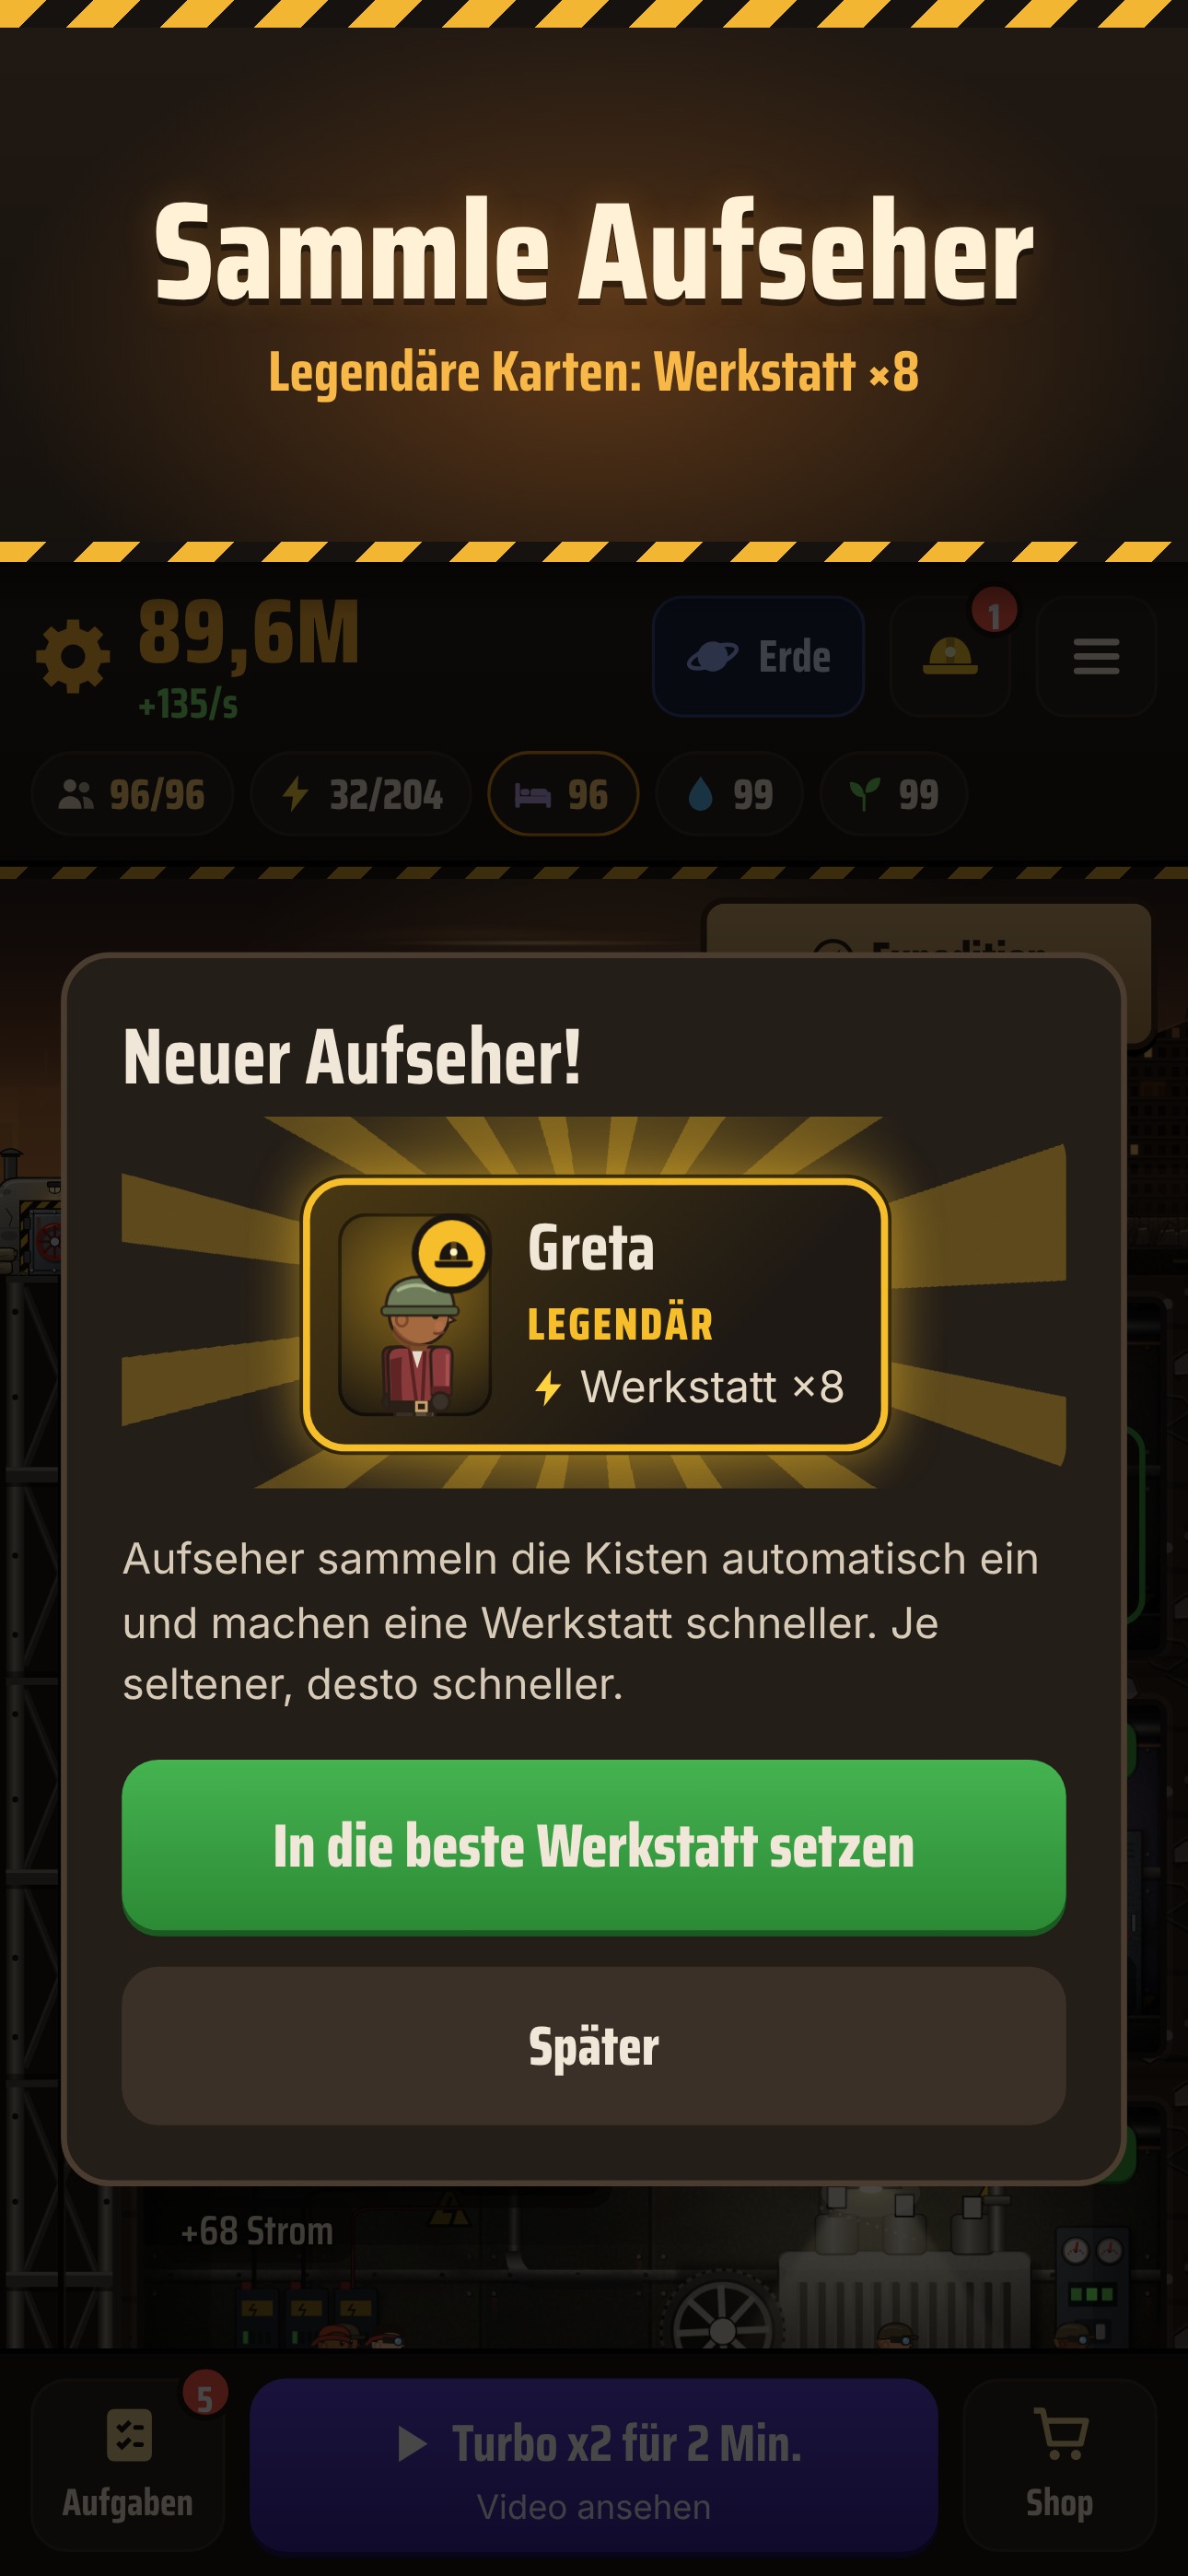 Sammle Aufseher
Legendäre Karten: Werkstatt ×8
89,6M
+135/s
Erde
1
96/96
32/204
96
99
99
Expedition
Neuer Aufseher!
Greta
LEGENDÄR
Werkstatt ×8
Aufseher sammeln die Kisten automatisch ein
und machen eine Werkstatt schneller. Je
seltener, desto schneller.
In die beste Werkstatt setzen
Später
+68 Strom
5
Aufgaben
Turbo x2 für 2 Min.
Video ansehen
Shop